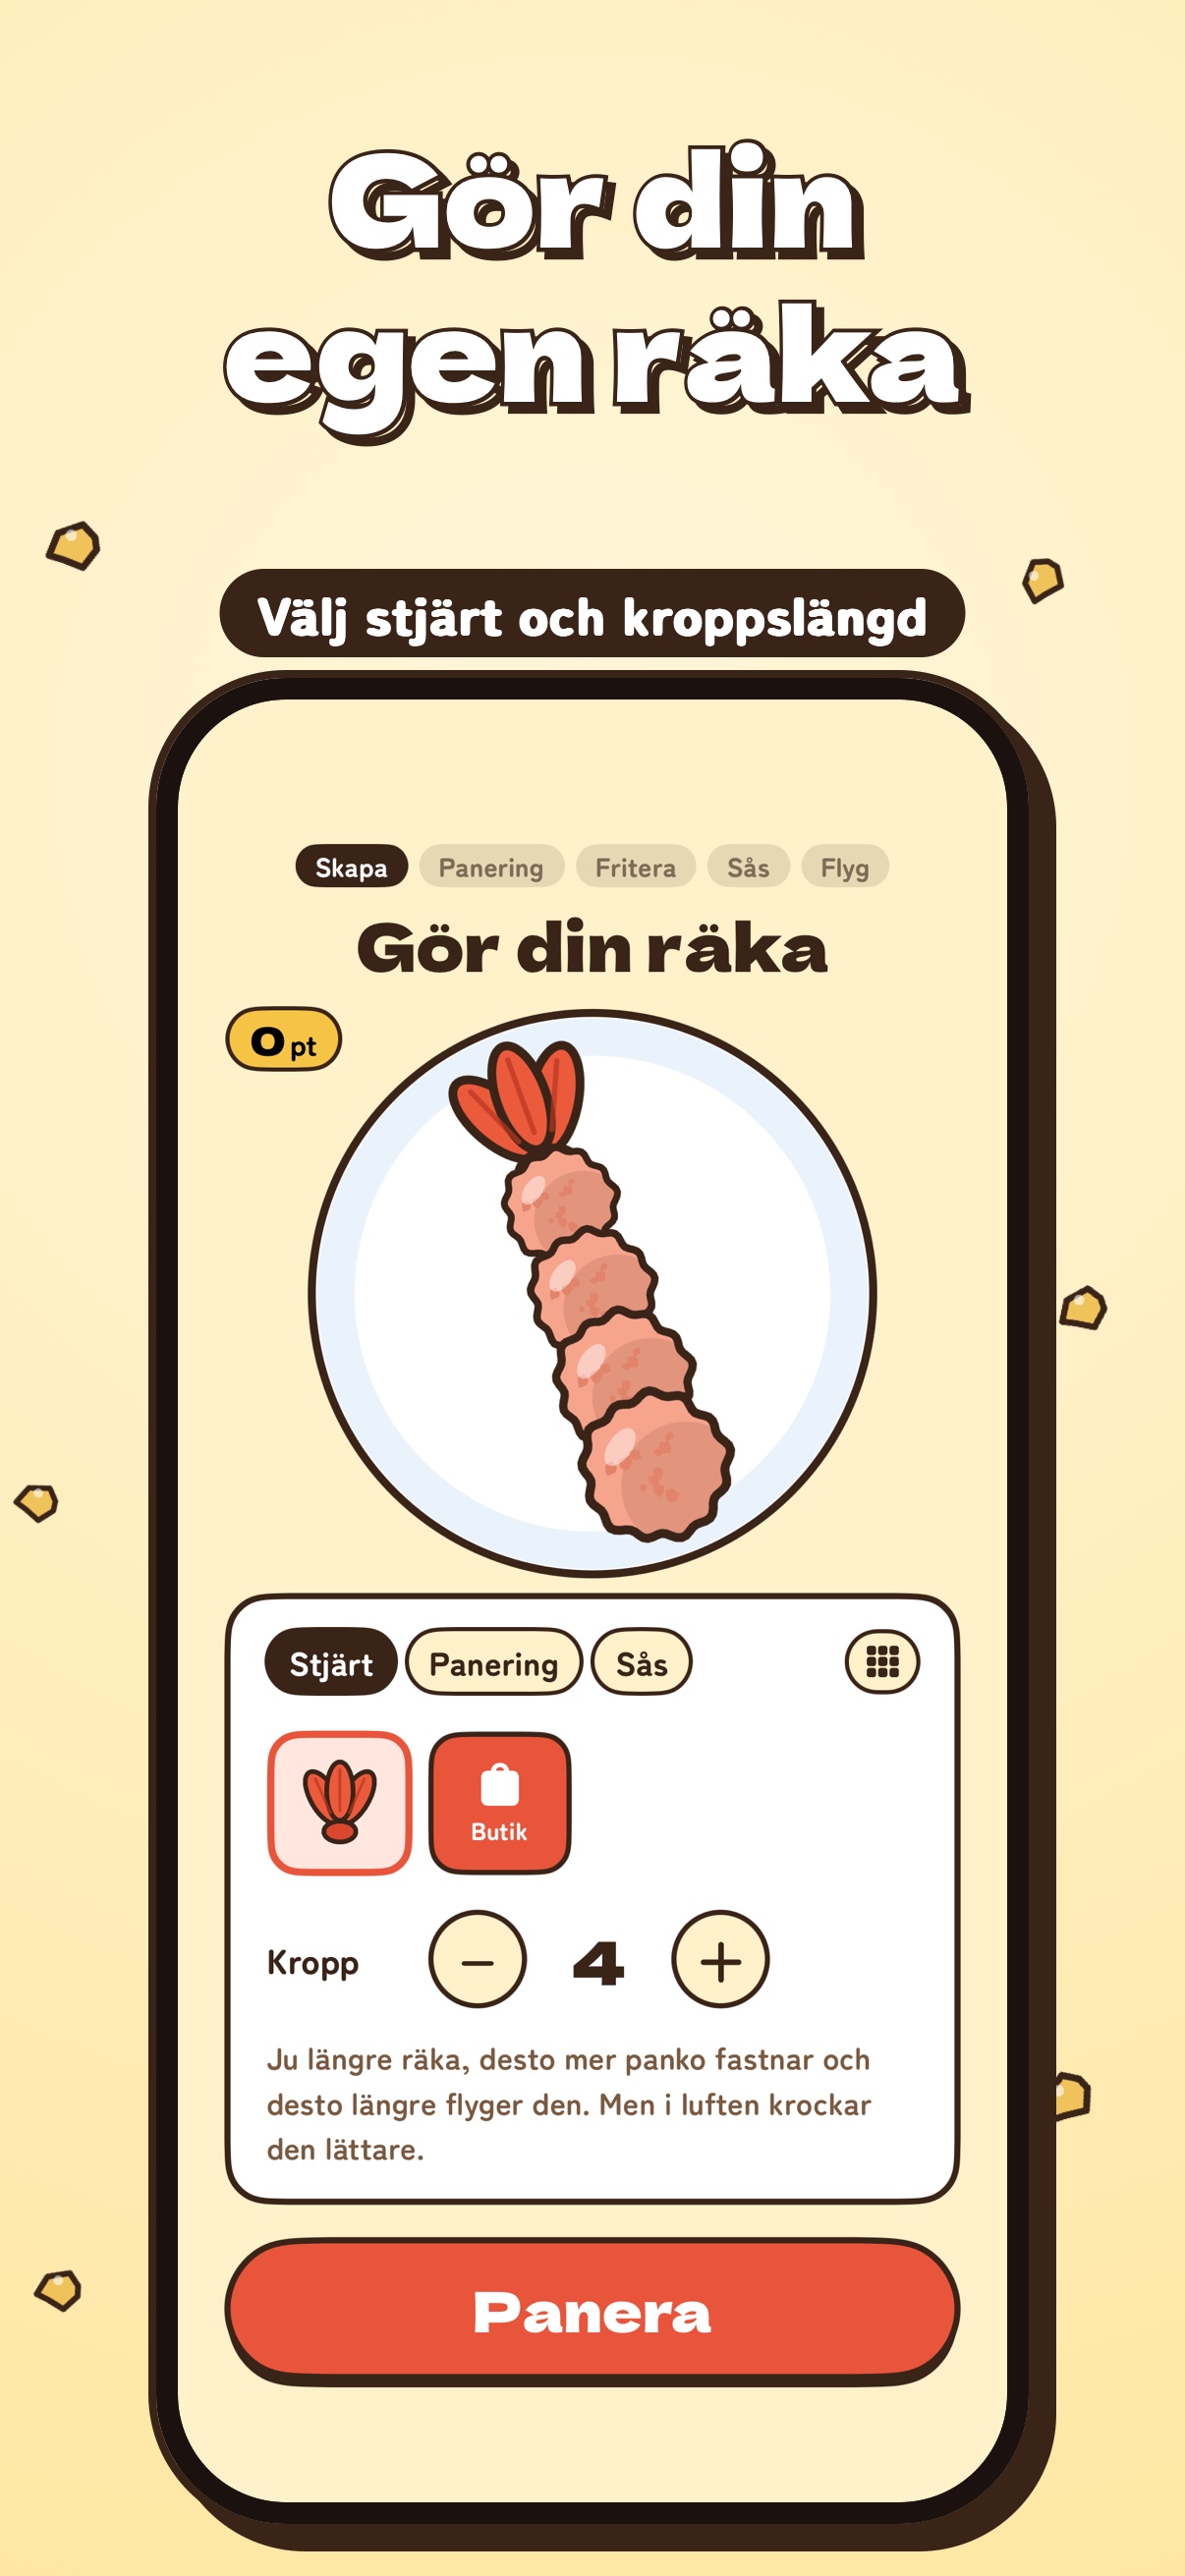 Gör din
egen räka
Välj stjärt och kroppslängd
Skapa Panering Fritera Sås Flyg
Gör din räka
0 pt
Stjärt Panering Sås
Butik
Kropp − 4 +
Ju längre räka, desto mer panko fastnar och
desto längre flyger den. Men i luften krockar
den lättare.
Panera